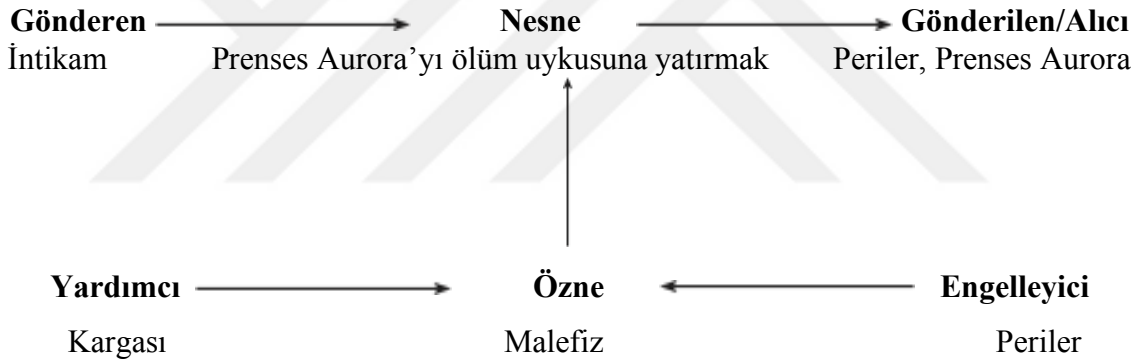 Gönderen Nesne Gönderilen/Alıcı
İntikam Prenses Aurora’yı ölüm uykusuna yatırmak Periler, Prenses Aurora
Yardımcı Özne Engelleyici
Kargası Malefiz Periler